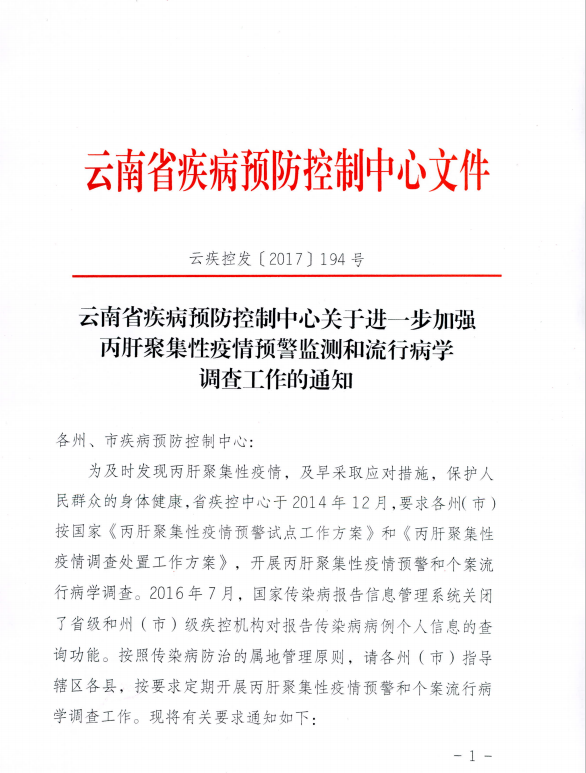 云南省疾病预防控制中心文件
云疾控发〔2017〕194号
云南省疾病预防控制中心关于进一步加强
丙肝聚集性疫情预警监测和流行病学
调查工作的通知
各州、市疾病预防控制中心：
为及时发现丙肝聚集性疫情，及早采取应对措施，保护人
民群众的身体健康，省疾控中心于2014年12月，要求各州（市）
按国家《丙肝聚集性疫情预警试点工作方案》和《丙肝聚集性
疫情调查处置工作方案》，开展丙肝聚集性疫情预警和个案流
行病学调查。2016年7月，国家传染病报告信息管理系统关闭
了省级和州（市）级疾控机构对报告传染病病例个人信息的查
询功能。按照传染病防治的属地管理原则，请各州（市）指导
辖区各县，按要求定期开展丙肝聚集性疫情预警和个案流行病
学调查工作。现将有关要求通知如下：
- 1 -